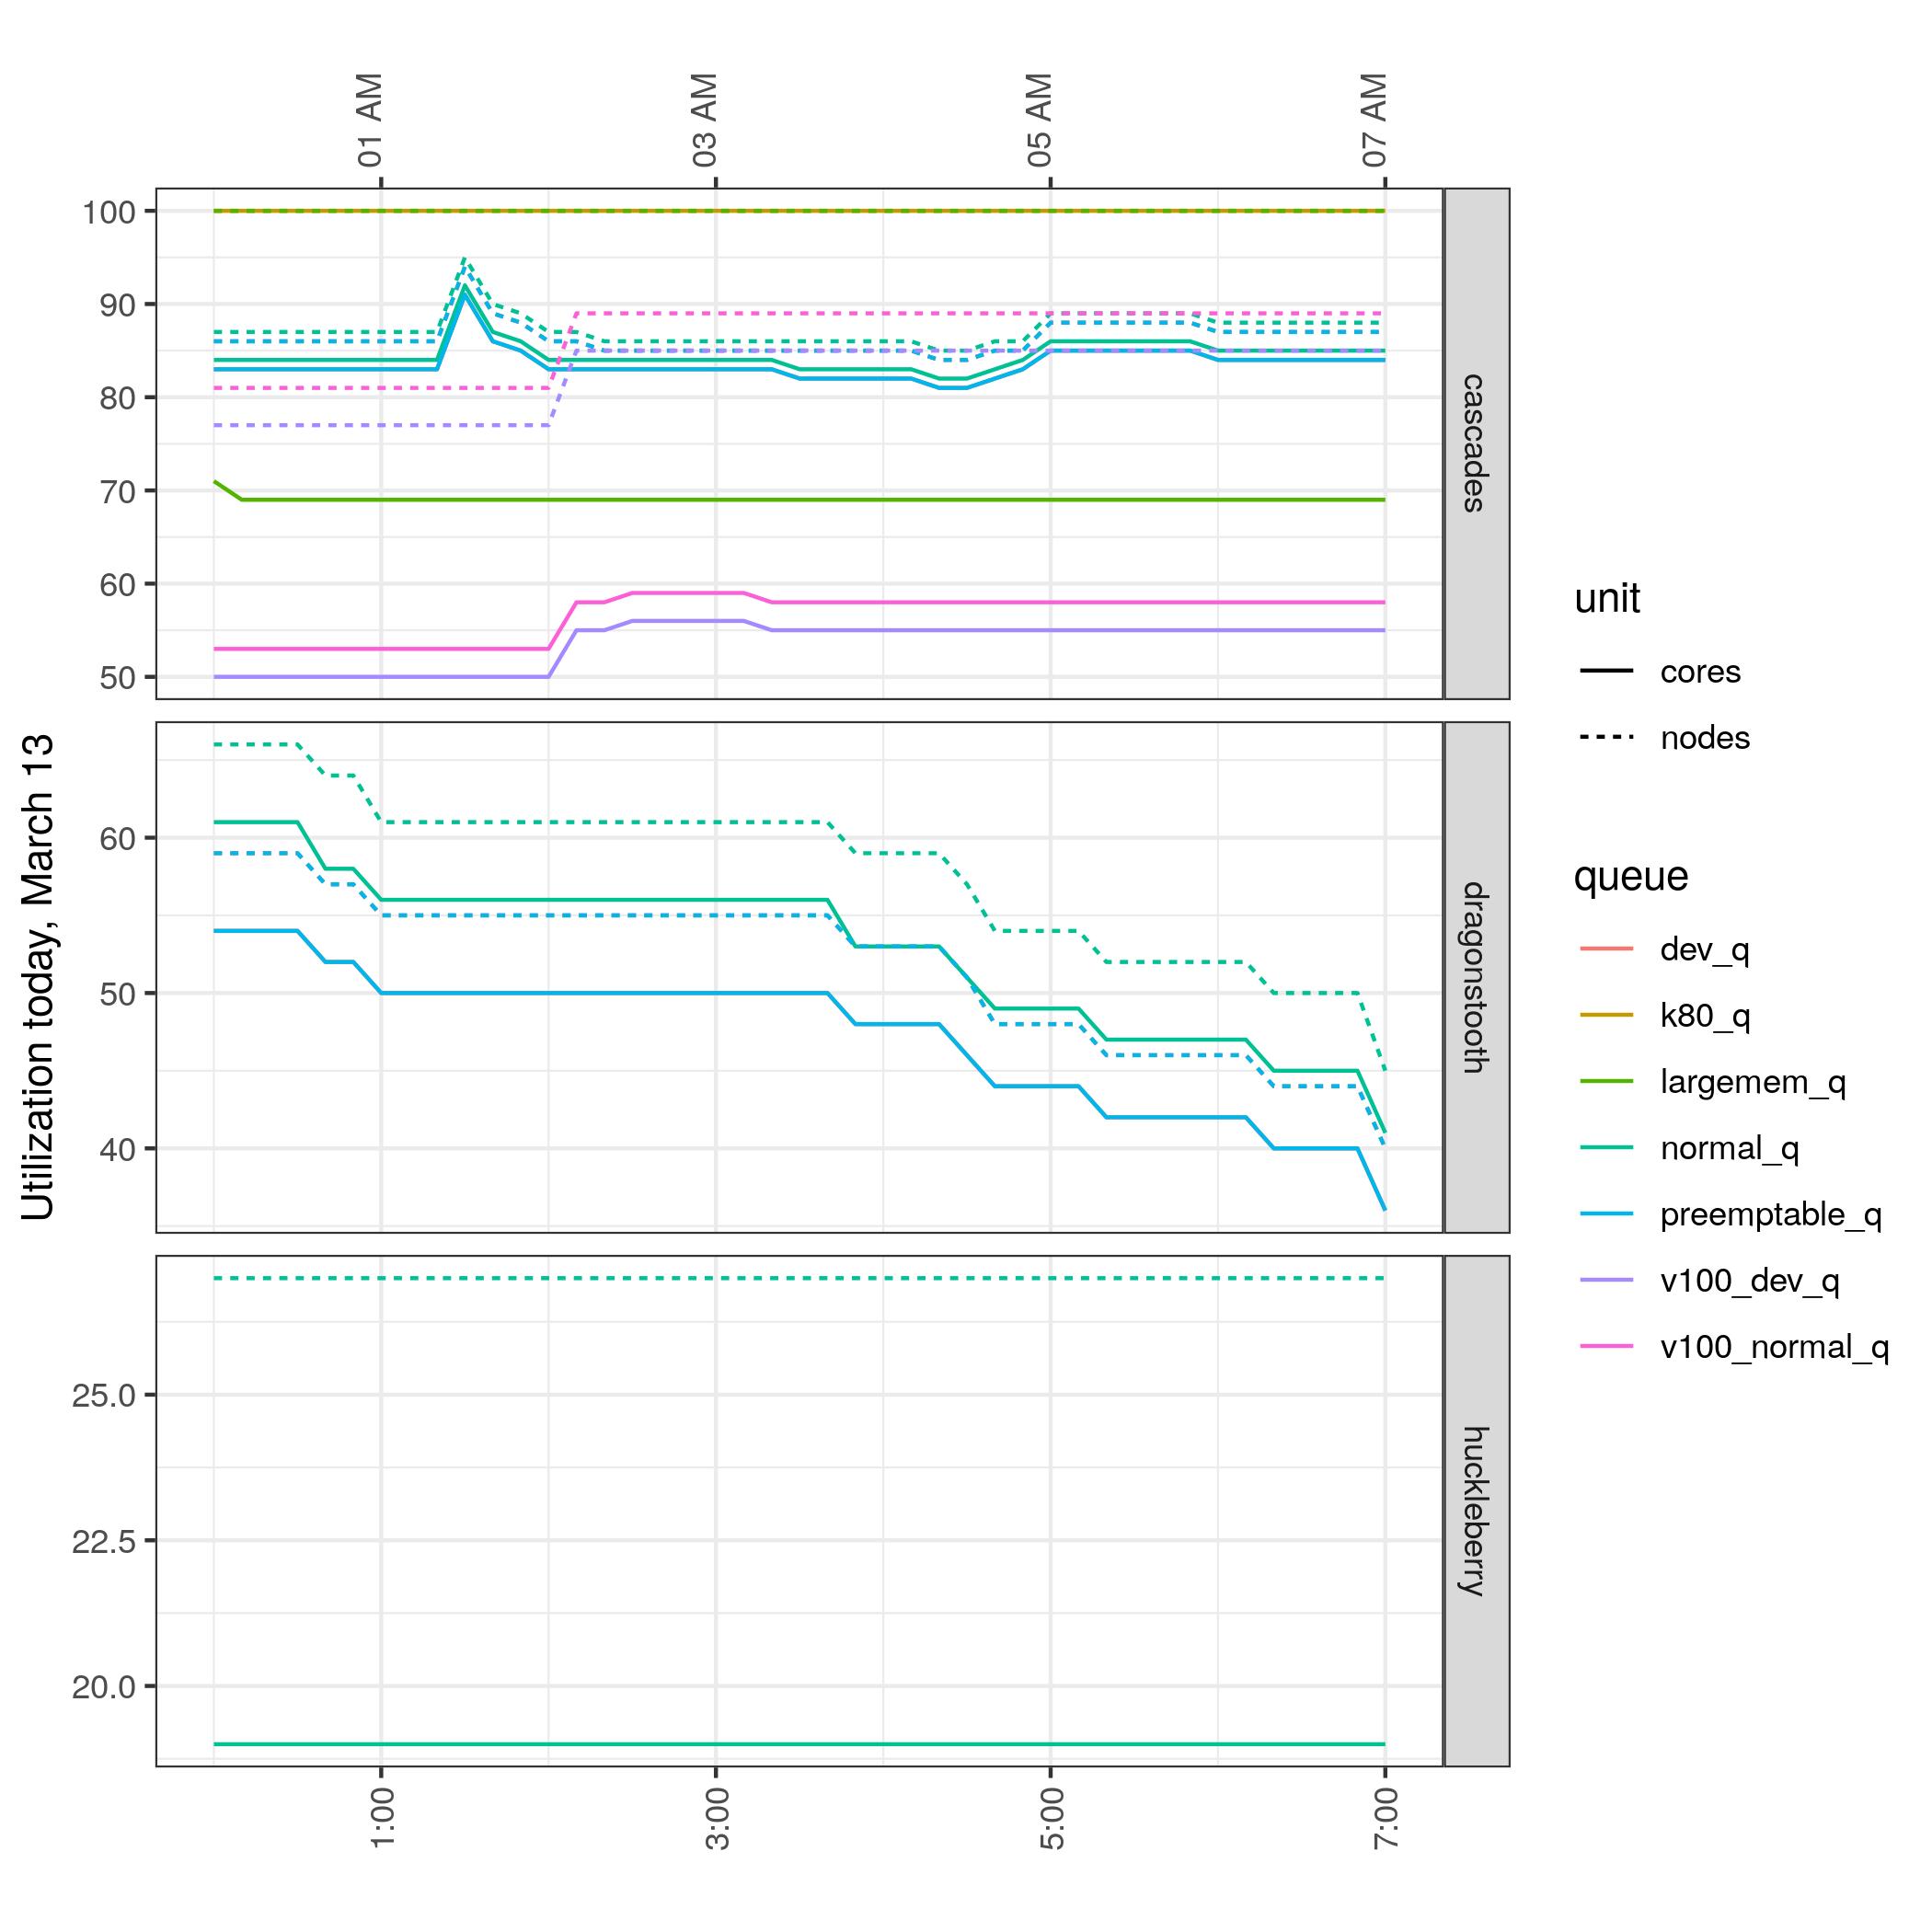 01 AM
03 AM
05 AM
07 AM
Utilization today, March 13
100
90
80
70
60
50
cascades
60
50
40
dragonstooth
25.0
22.5
20.0
huckleberry
1:00
3:00
5:00
7:00
unit
cores
nodes
queue
dev_q
k80_q
largemem_q
normal_q
preemptable_q
v100_dev_q
v100_normal_q